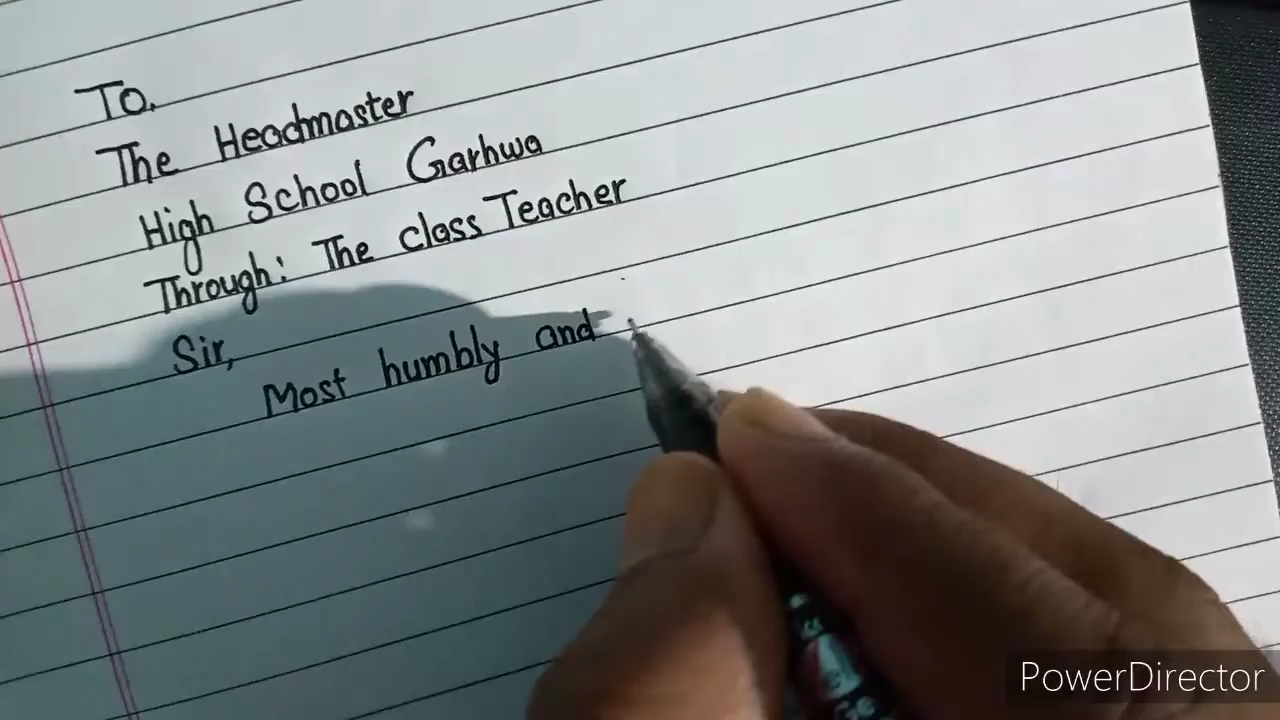 To,
The Headmaster
High School Garhwa
Through: The class Teacher
Sir,
Most humbly and
PowerDirector